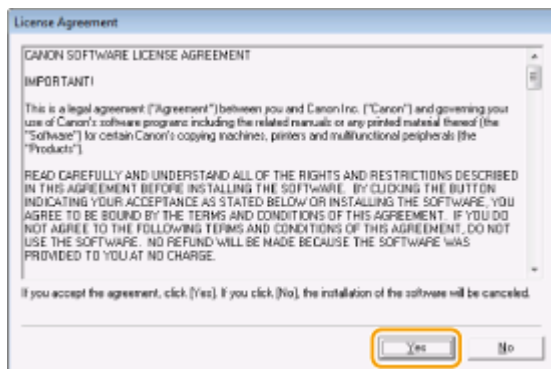 License Agreement
CANON SOFTWARE LICENSE AGREEMENT
IMPORTANT!
This is a legal agreement ("Agreement") between you and Canon Inc. ("Canon") and governing your
use of Canon's software programs including the related manuals or any printed material thereof (the
"Software") for certain Canon's copying machines, printers and multifunctional peripherals (the
"Products").
READ CAREFULLY AND UNDERSTAND ALL OF THE RIGHTS AND RESTRICTIONS DESCRIBED
IN THIS AGREEMENT BEFORE INSTALLING THE SOFTWARE. BY CLICKING THE BUTTON
INDICATING YOUR ACCEPTANCE AS STATED BELOW OR INSTALLING THE SOFTWARE, YOU
AGREE TO BE BOUND BY THE TERMS AND CONDITIONS OF THIS AGREEMENT. IF YOU DO
NOT AGREE TO THE FOLLOWING TERMS AND CONDITIONS OF THIS AGREEMENT, DO NOT
USE THE SOFTWARE. NO REFUND WILL BE MADE BECAUSE THE SOFTWARE WAS
PROVIDED TO YOU AT NO CHARGE.
If you accept the agreement, click [Yes]. If you click [No], the installation of the software will be canceled.
Yes
No